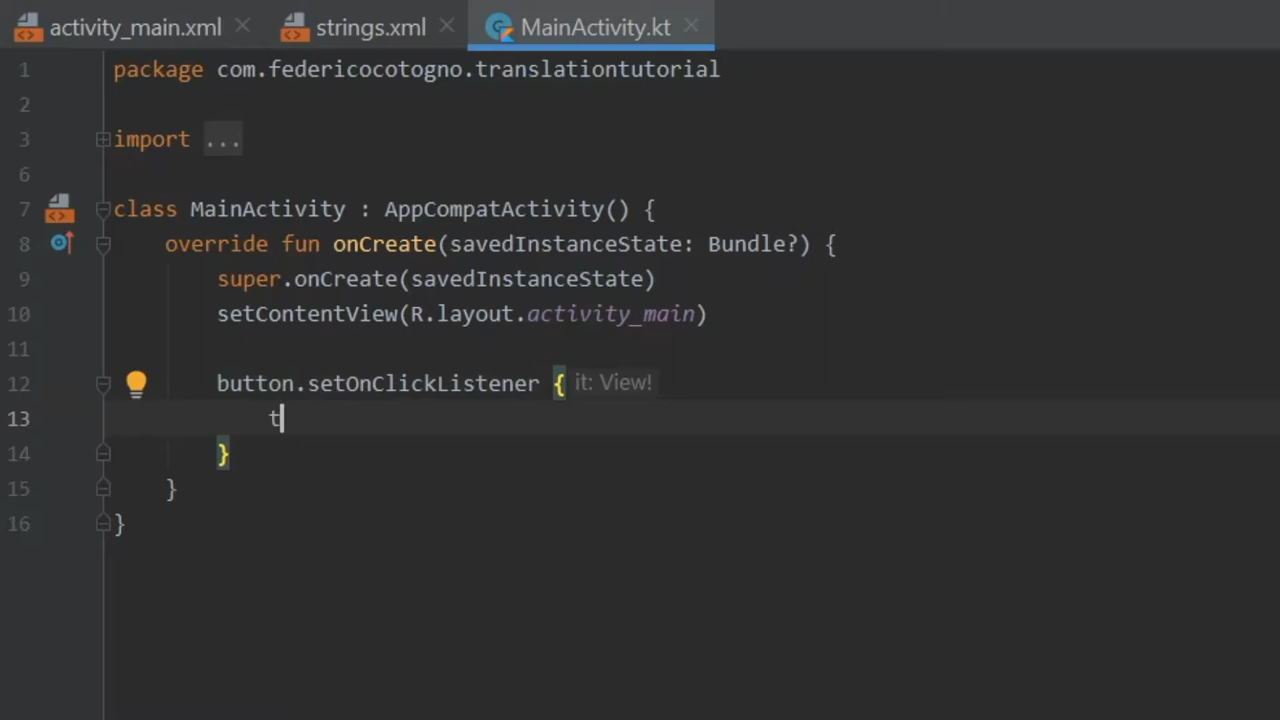 activity_main.xml strings.xml MainActivity.kt
1 package com.federicocotogno.translationtutorial
2
3 import ...
6
7 class MainActivity : AppCompatActivity() {
8 override fun onCreate(savedInstanceState: Bundle?) {
9 super.onCreate(savedInstanceState)
10 setContentView(R.layout.activity_main)
11
12 button.setOnClickListener { it: View!
13 t
14 }
15 }
16 }